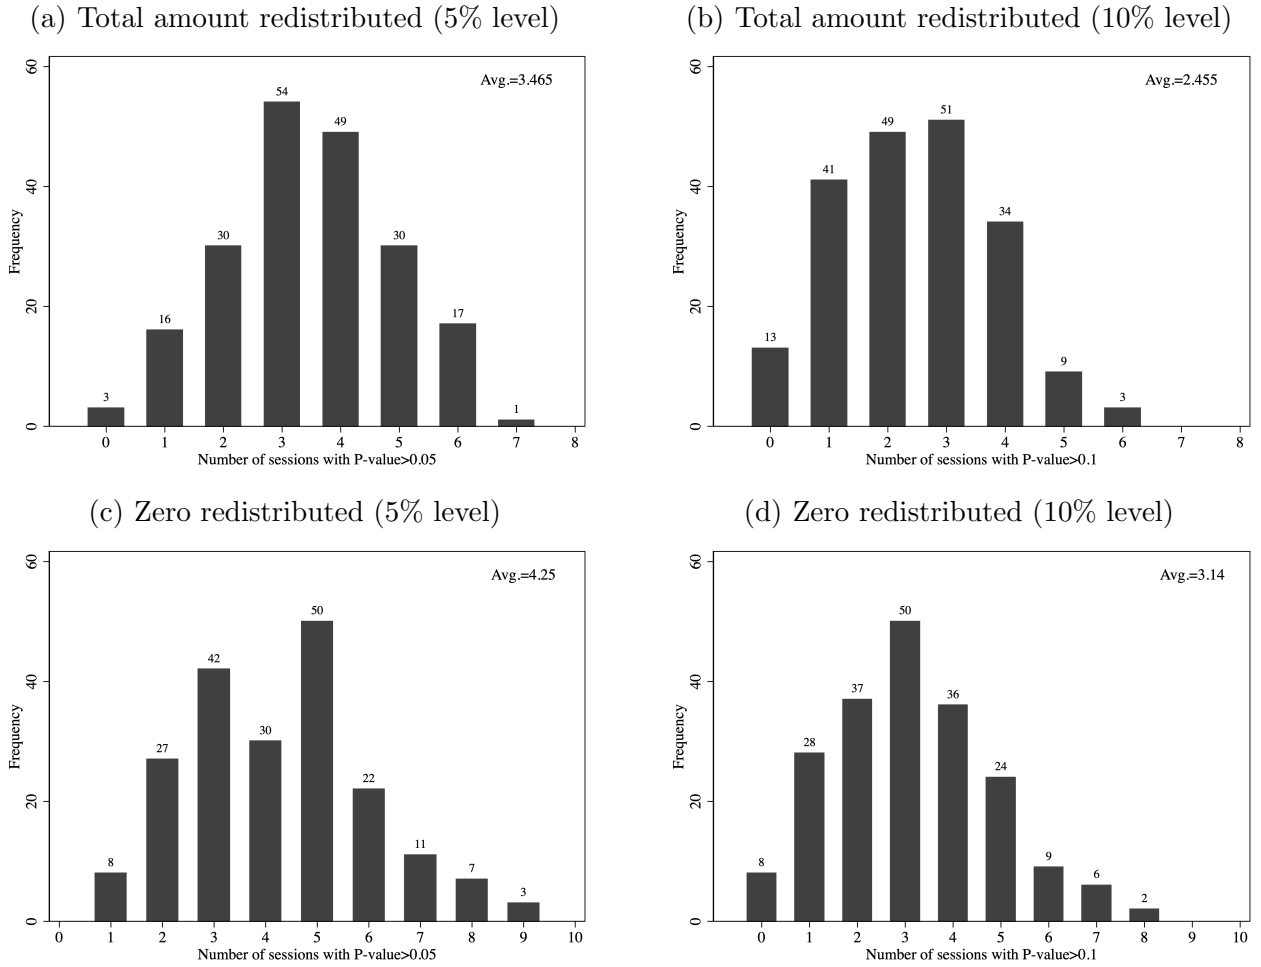 (a) Total amount redistributed (5% level)
Avg.=3.465
Frequency
60
40
20
0
3
16
30
54
49
30
17
1
0 1 2 3 4 5 6 7 8
Number of sessions with P-value>0.05
(b) Total amount redistributed (10% level)
Avg.=2.455
Frequency
60
40
20
0
13
41
49
51
34
9
3
0 1 2 3 4 5 6 7 8
Number of sessions with P-value>0.1
(c) Zero redistributed (5% level)
Avg.=4.25
Frequency
60
40
20
0
8
27
42
30
50
22
11
7
3
0 1 2 3 4 5 6 7 8 9 10
Number of sessions with P-value>0.05
(d) Zero redistributed (10% level)
Avg.=3.14
Frequency
60
40
20
0
8
28
37
50
36
24
9
6
2
0 1 2 3 4 5 6 7 8 9 10
Number of sessions with P-value>0.1